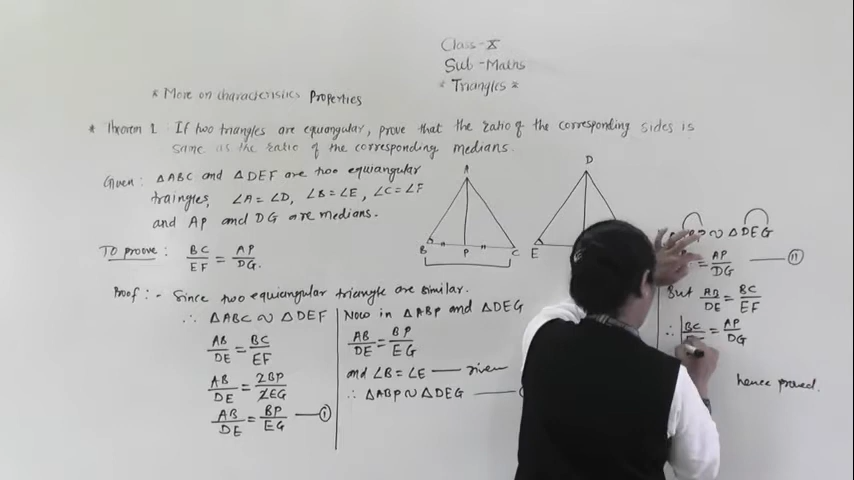 Class-X
Sub-Maths
* Triangles *
* More on characteristics Properties
* Theorem 1 If two triangles are equiangular, prove that the ratio of the corresponding sides is
same as the ratio of the corresponding medians.
Given: △ABC and △DEF are two equiangular
traingles, ∠A = ∠D, ∠B = ∠E, ∠C = ∠F
and AP and DG are medians.
To prove : BC/EF = AP/DG.
A
B P C
D
E
Proof :- Since two equiangular triangle are similar.
∴ △ABC ~ △DEF
AB/DE = BC/EF
AB/DE = 2BP/2EG
AB/DE = BP/EG —— (I)
Now in △ABP and △DEG
AB/DE = BP/EG
and ∠B = ∠E —— given
∴ △ABP ~ △DEG ——
~ △DEG
= AP/DG —— (II)
But AB/DE = BC/EF
∴ BC/ = AP/DG
hence proved.